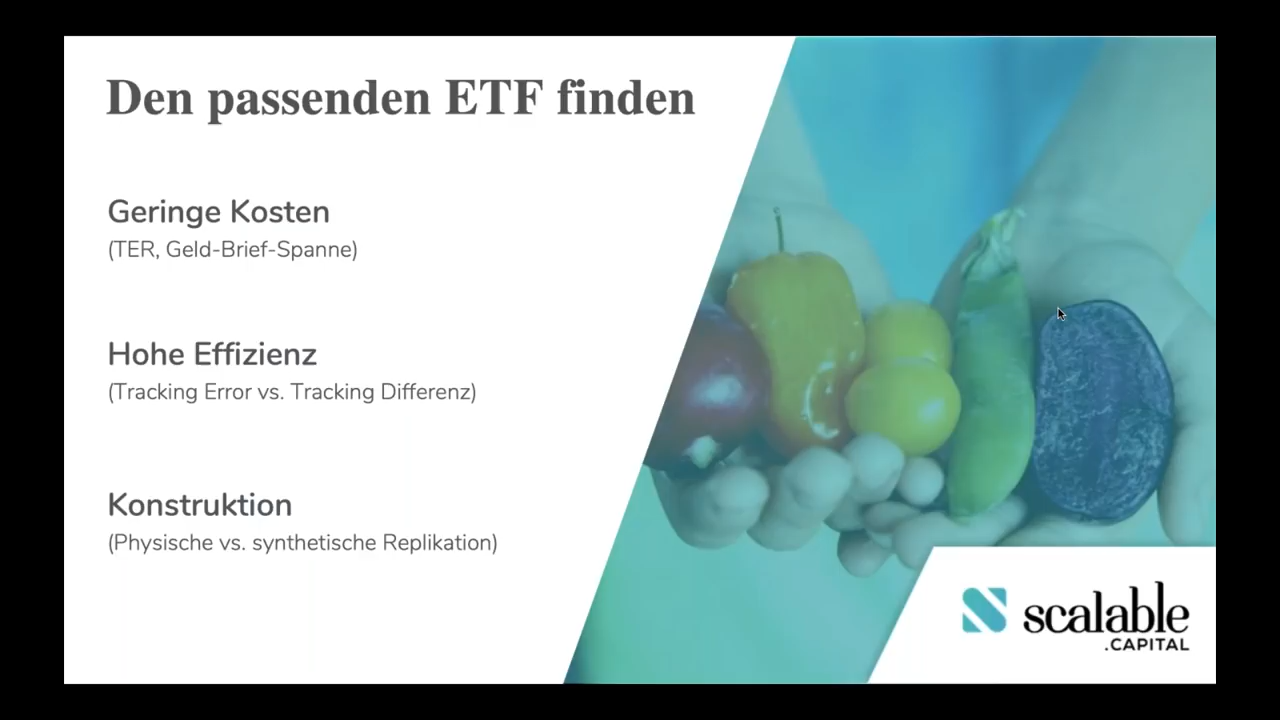 Den passenden ETF finden
Geringe Kosten
(TER, Geld-Brief-Spanne)
Hohe Effizienz
(Tracking Error vs. Tracking Differenz)
Konstruktion
(Physische vs. synthetische Replikation)
scalable
.CAPITAL